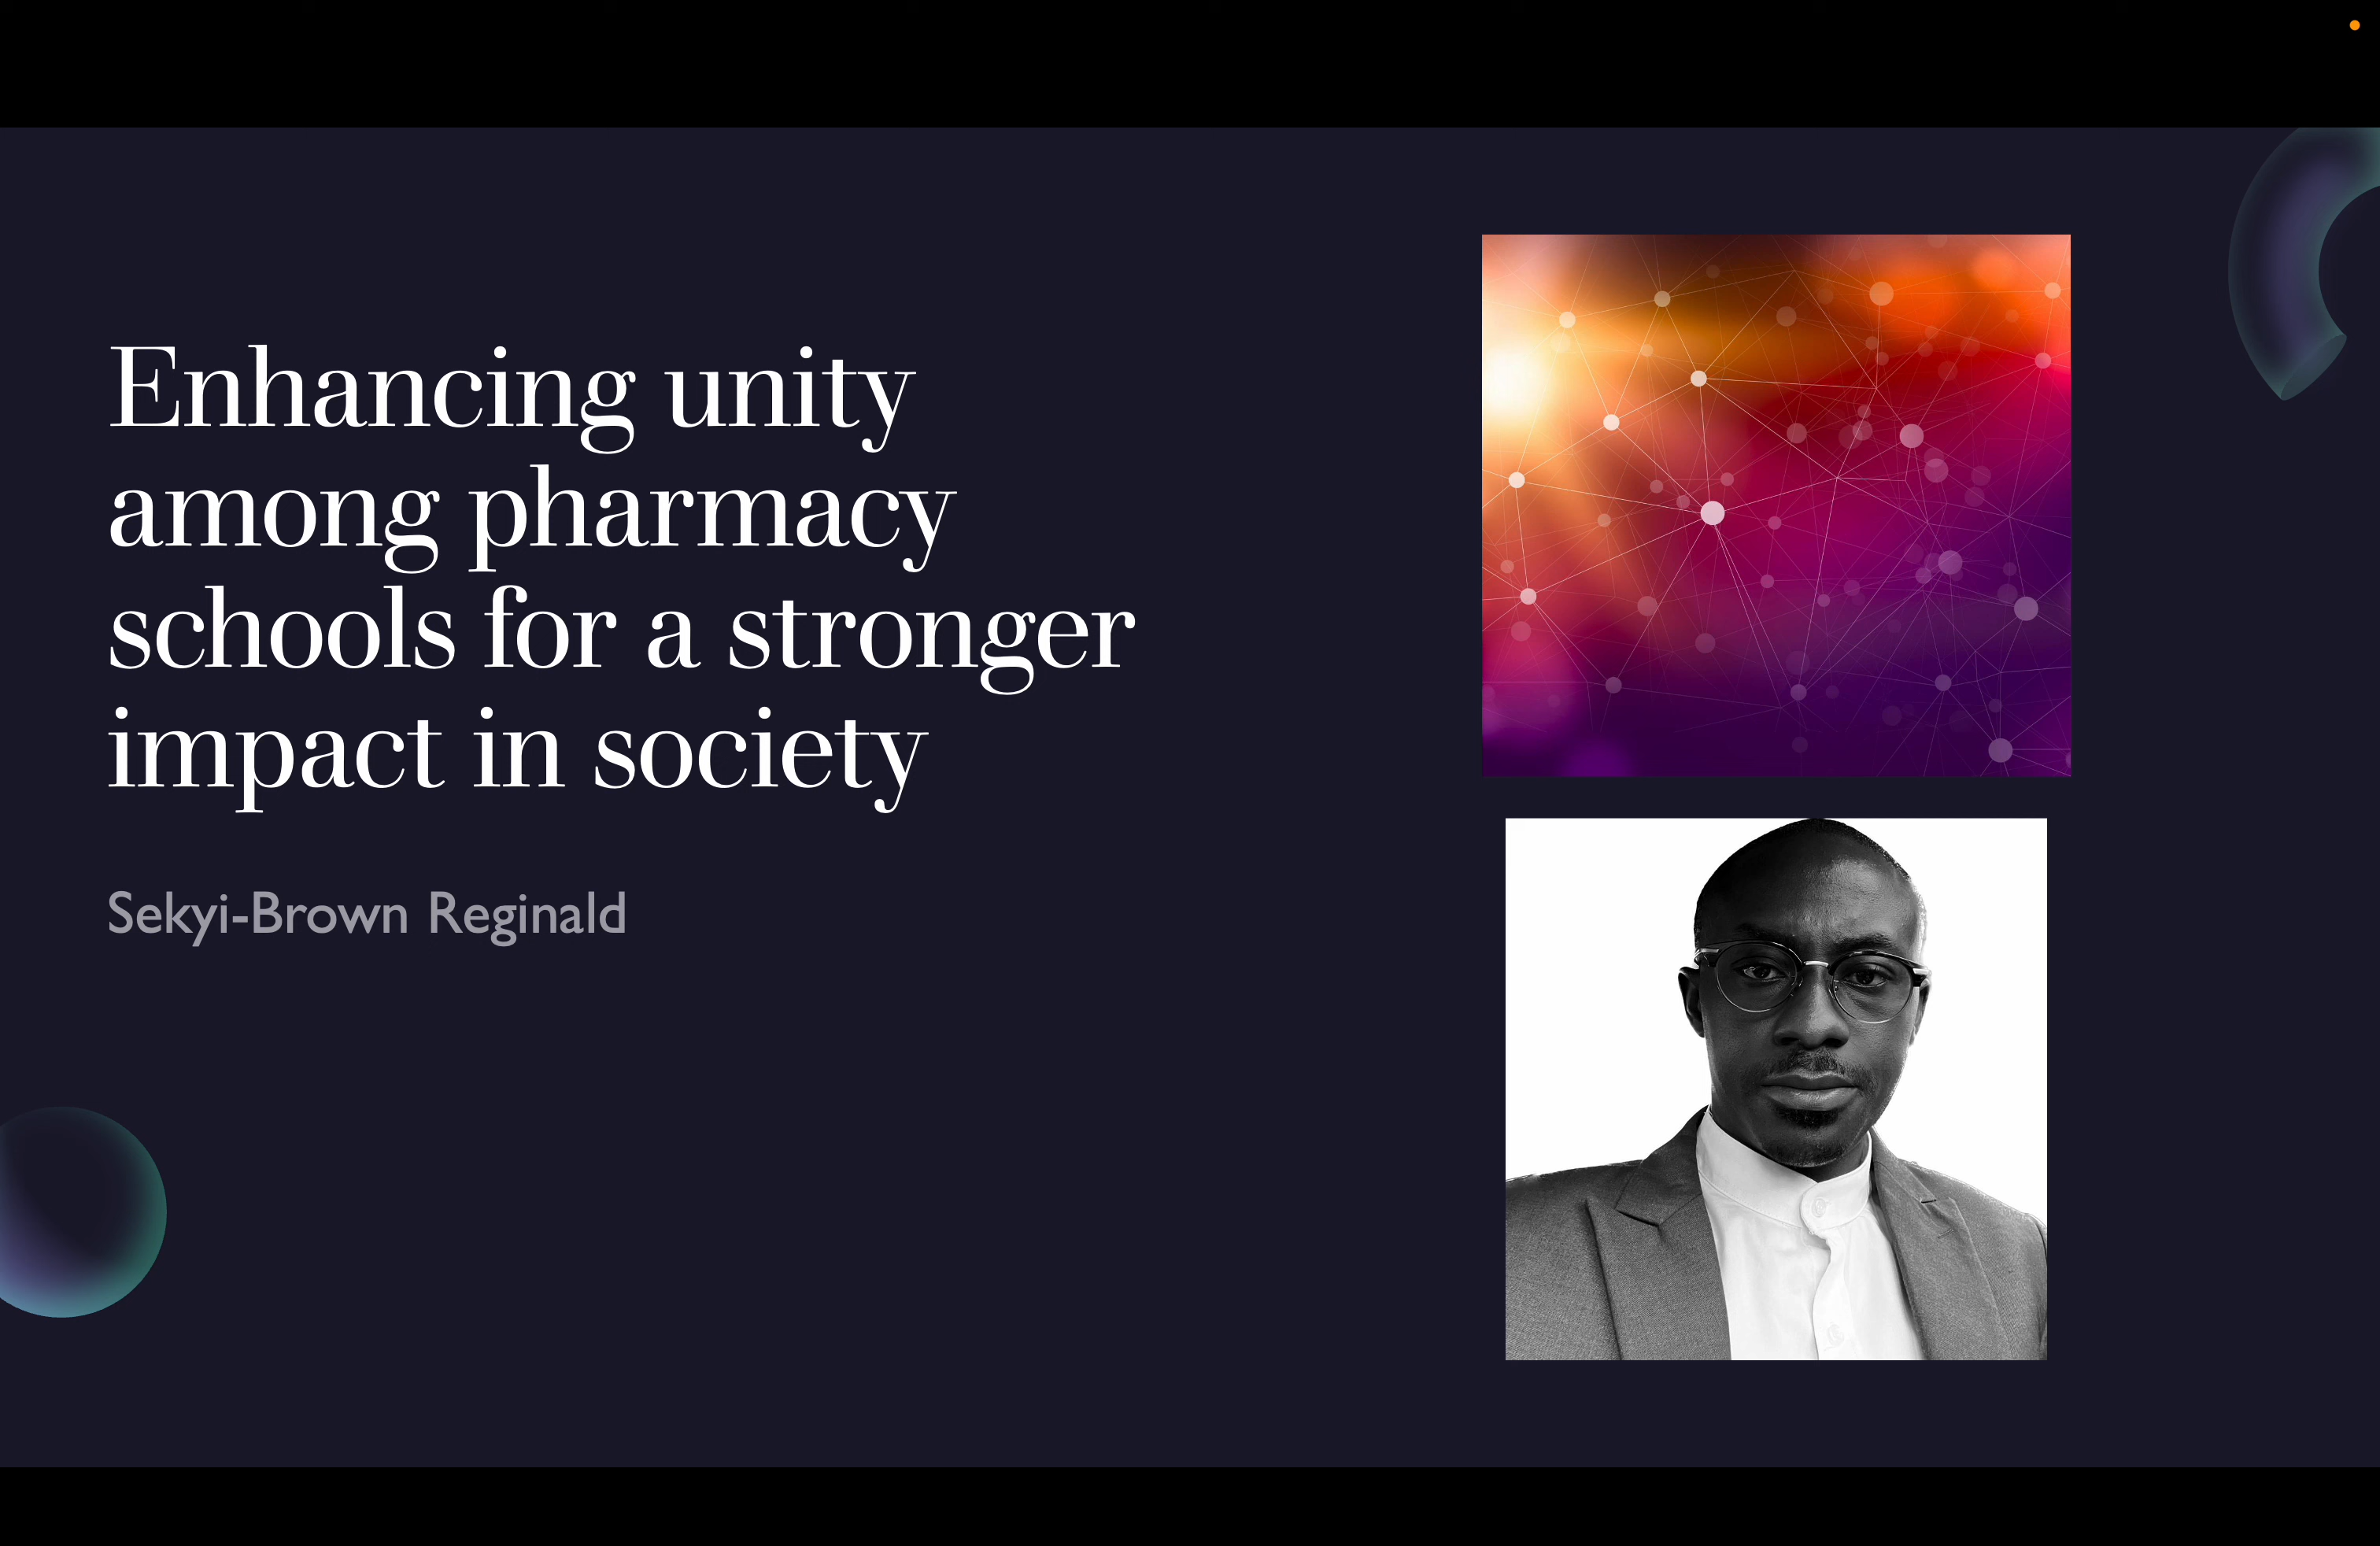 Enhancing unity
among pharmacy
schools for a stronger
impact in society
Sekyi-Brown Reginald